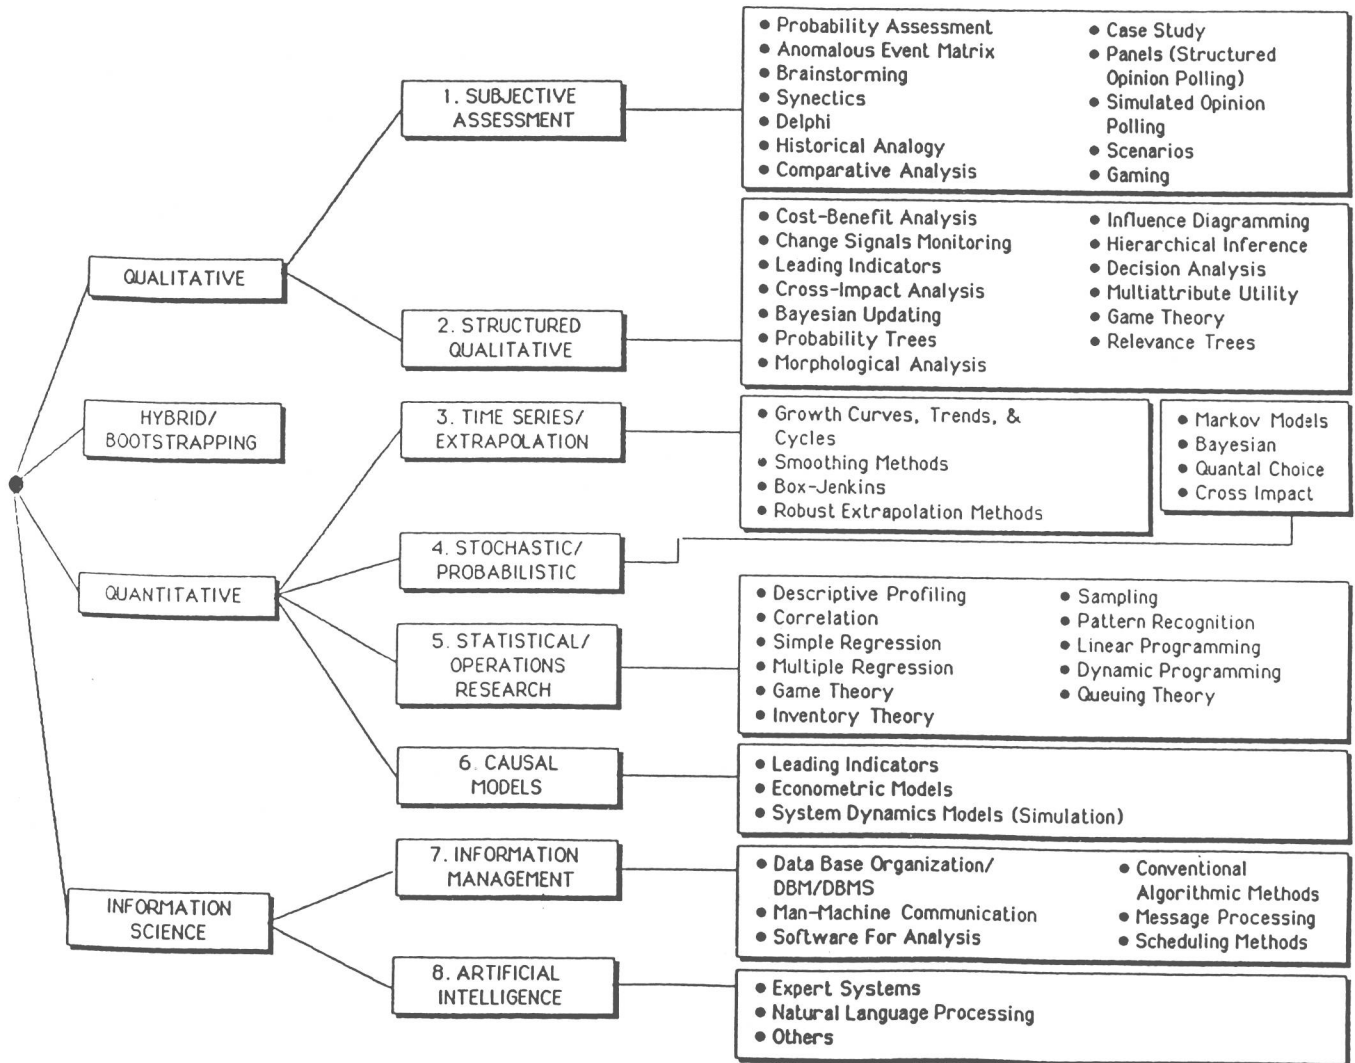 ● Probability Assessment
● Anomalous Event Matrix
● Brainstorming
● Synectics
● Delphi
● Historical Analogy
● Comparative Analysis
● Case Study
● Panels (Structured
Opinion Polling)
● Simulated Opinion
Polling
● Scenarios
● Gaming
1. SUBJECTIVE
ASSESSMENT
● Cost-Benefit Analysis
● Change Signals Monitoring
● Leading Indicators
● Cross-Impact Analysis
● Bayesian Updating
● Probability Trees
● Morphological Analysis
● Influence Diagramming
● Hierarchical Inference
● Decision Analysis
● Multiattribute Utility
● Game Theory
● Relevance Trees
QUALITATIVE
2. STRUCTURED
QUALITATIVE
HYBRID/
BOOTSTRAPPING
3. TIME SERIES/
EXTRAPOLATION
● Growth Curves, Trends, &
Cycles
● Smoothing Methods
● Box-Jenkins
● Robust Extrapolation Methods
● Markov Models
● Bayesian
● Quantal Choice
● Cross Impact
4. STOCHASTIC/
PROBABILISTIC
QUANTITATIVE
● Descriptive Profiling
● Correlation
● Simple Regression
● Multiple Regression
● Game Theory
● Inventory Theory
● Sampling
● Pattern Recognition
● Linear Programming
● Dynamic Programming
● Queuing Theory
5. STATISTICAL/
OPERATIONS
RESEARCH
6. CAUSAL
MODELS
● Leading Indicators
● Econometric Models
● System Dynamics Models (Simulation)
7. INFORMATION
MANAGEMENT
● Data Base Organization/
DBM/DBMS
● Man-Machine Communication
● Software For Analysis
● Conventional
Algorithmic Methods
● Message Processing
● Scheduling Methods
INFORMATION
SCIENCE
8. ARTIFICIAL
INTELLIGENCE
● Expert Systems
● Natural Language Processing
● Others